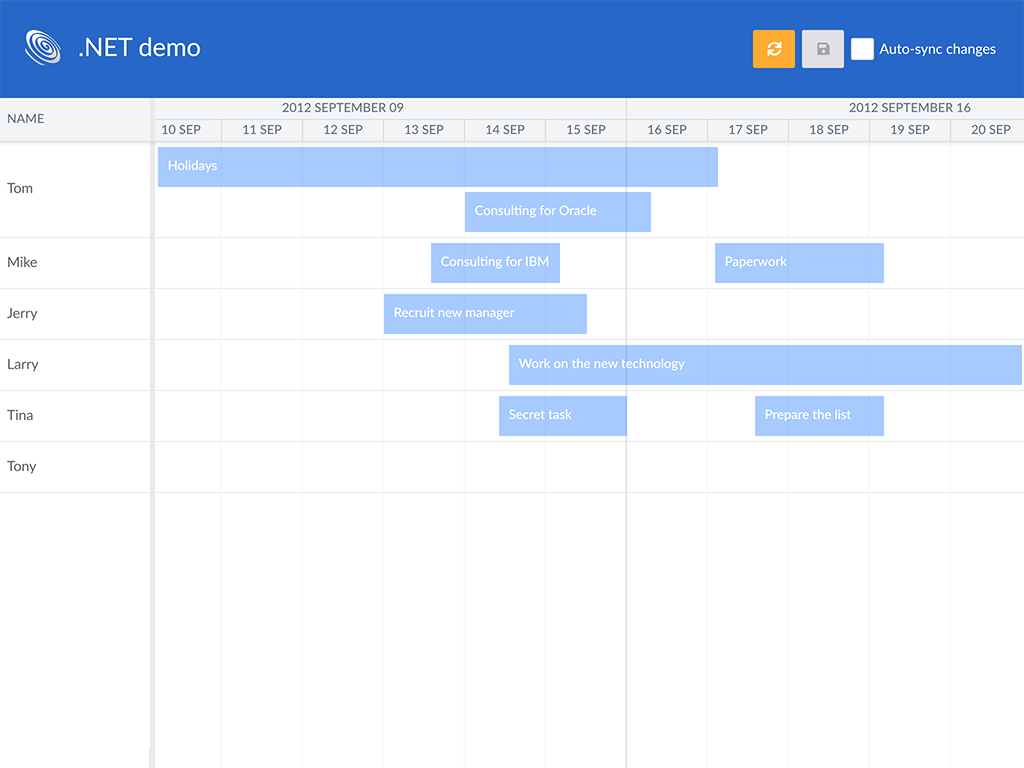 .NET demo
Auto-sync changes
NAME
2012 SEPTEMBER 09
2012 SEPTEMBER 16
10 SEP
11 SEP
12 SEP
13 SEP
14 SEP
15 SEP
16 SEP
17 SEP
18 SEP
19 SEP
20 SEP
Tom
Holidays
Consulting for Oracle
Mike
Consulting for IBM
Paperwork
Jerry
Recruit new manager
Larry
Work on the new technology
Tina
Secret task
Prepare the list
Tony